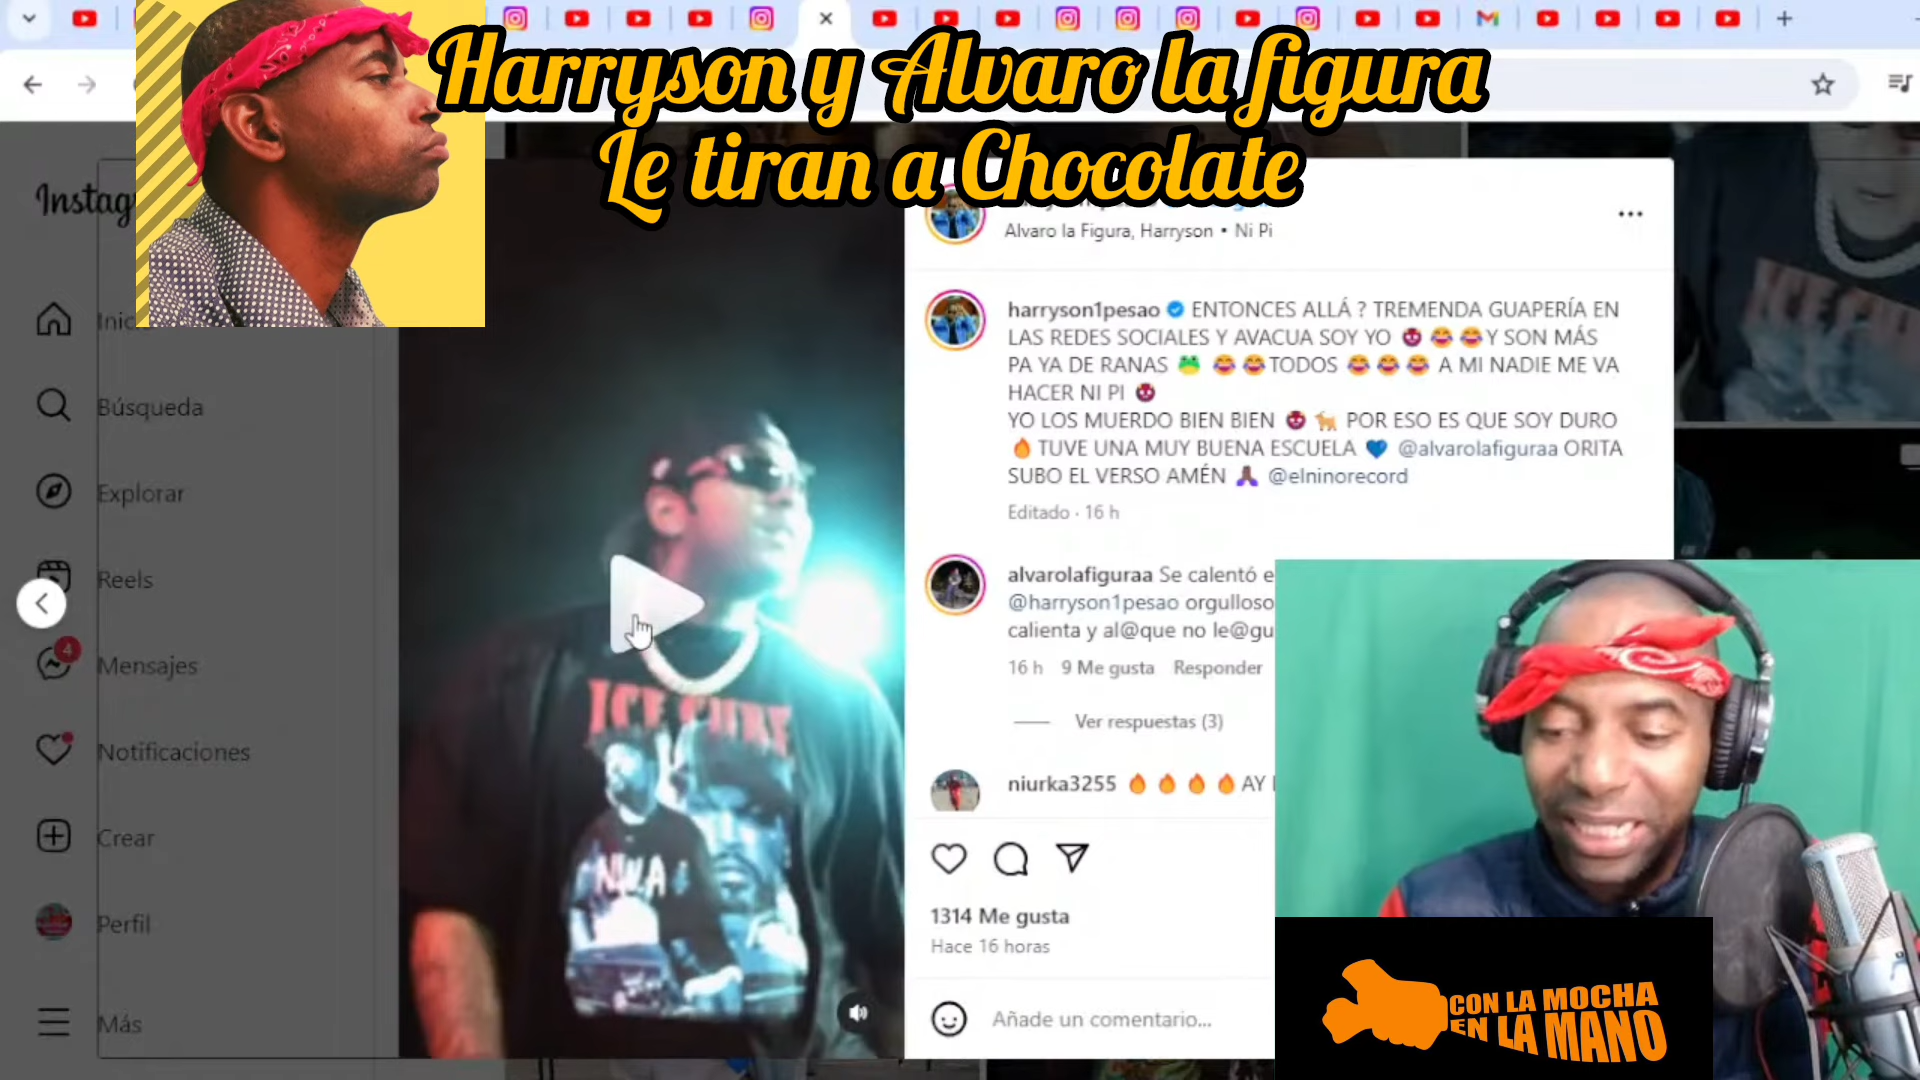 Harryson y Alvaro la figura
Le tiran a Chocolate
Alvaro la Figura, Harryson • Ni Pi
harryson1pesao ENTONCES ALLÁ ? TREMENDA GUAPERÍA EN
LAS REDES SOCIALES Y AVACUA SOY YO 👹 😂 😂 Y SON MÁS
PA YA DE RANAS 🐸 😂 😂 TODOS 😂 😂 😂 A MI NADIE ME VA
HACER NI PI 👹
YO LOS MUERDO BIEN BIEN 👹 🐕 POR ESO ES QUE SOY DURO
🔥 TUVE UNA MUY BUENA ESCUELA 💙 @alvarolafiguraa ORITA
SUBO EL VERSO AMÉN 🙏🏿 @elninorecord
Editado · 16 h
alvarolafiguraa Se calentó e
@harryson1pesao orgulloso
calienta y al@que no le@gu
16 h 9 Me gusta Responder
Ver respuestas (3)
niurka3255 🔥 🔥 🔥 🔥 AY
1314 Me gusta
Hace 16 horas
Añade un comentario...
Instag
Inic
Búsqueda
Explorar
Reels
4
Mensajes
Notificaciones
Crear
Perfil
Más
ICE CUBE
NWA
CON LA MOCHA
EN LA MANO